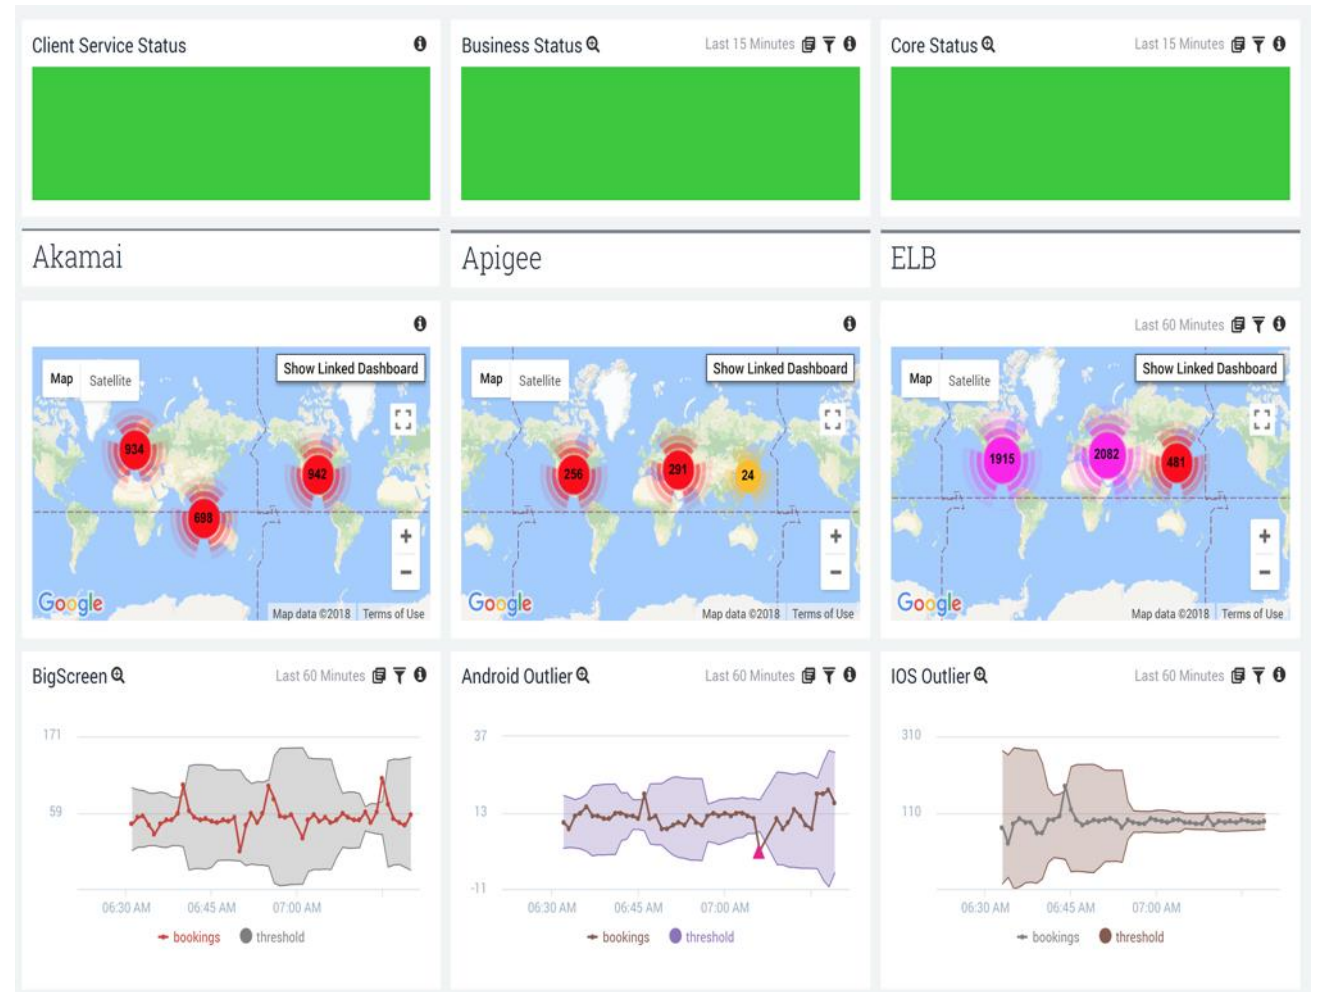 Client Service Status
Business Status Last 15 Minutes
Core Status Last 15 Minutes
Akamai
Apigee
ELB
Last 60 Minutes
Map Satellite Show Linked Dashboard
934
942
698
Google Map data ©2018 Terms of Use
Map Satellite Show Linked Dashboard
256
291
24
Google Map data ©2018 Terms of Use
Map Satellite Show Linked Dashboard
1915
2082
481
Google Map data ©2018 Terms of Use
BigScreen Last 60 Minutes
171
59
06:30 AM 06:45 AM 07:00 AM
bookings threshold
Android Outlier Last 60 Minutes
37
13
-11
06:30 AM 06:45 AM 07:00 AM
bookings threshold
IOS Outlier Last 60 Minutes
310
110
06:30 AM 06:45 AM 07:00 AM
bookings threshold